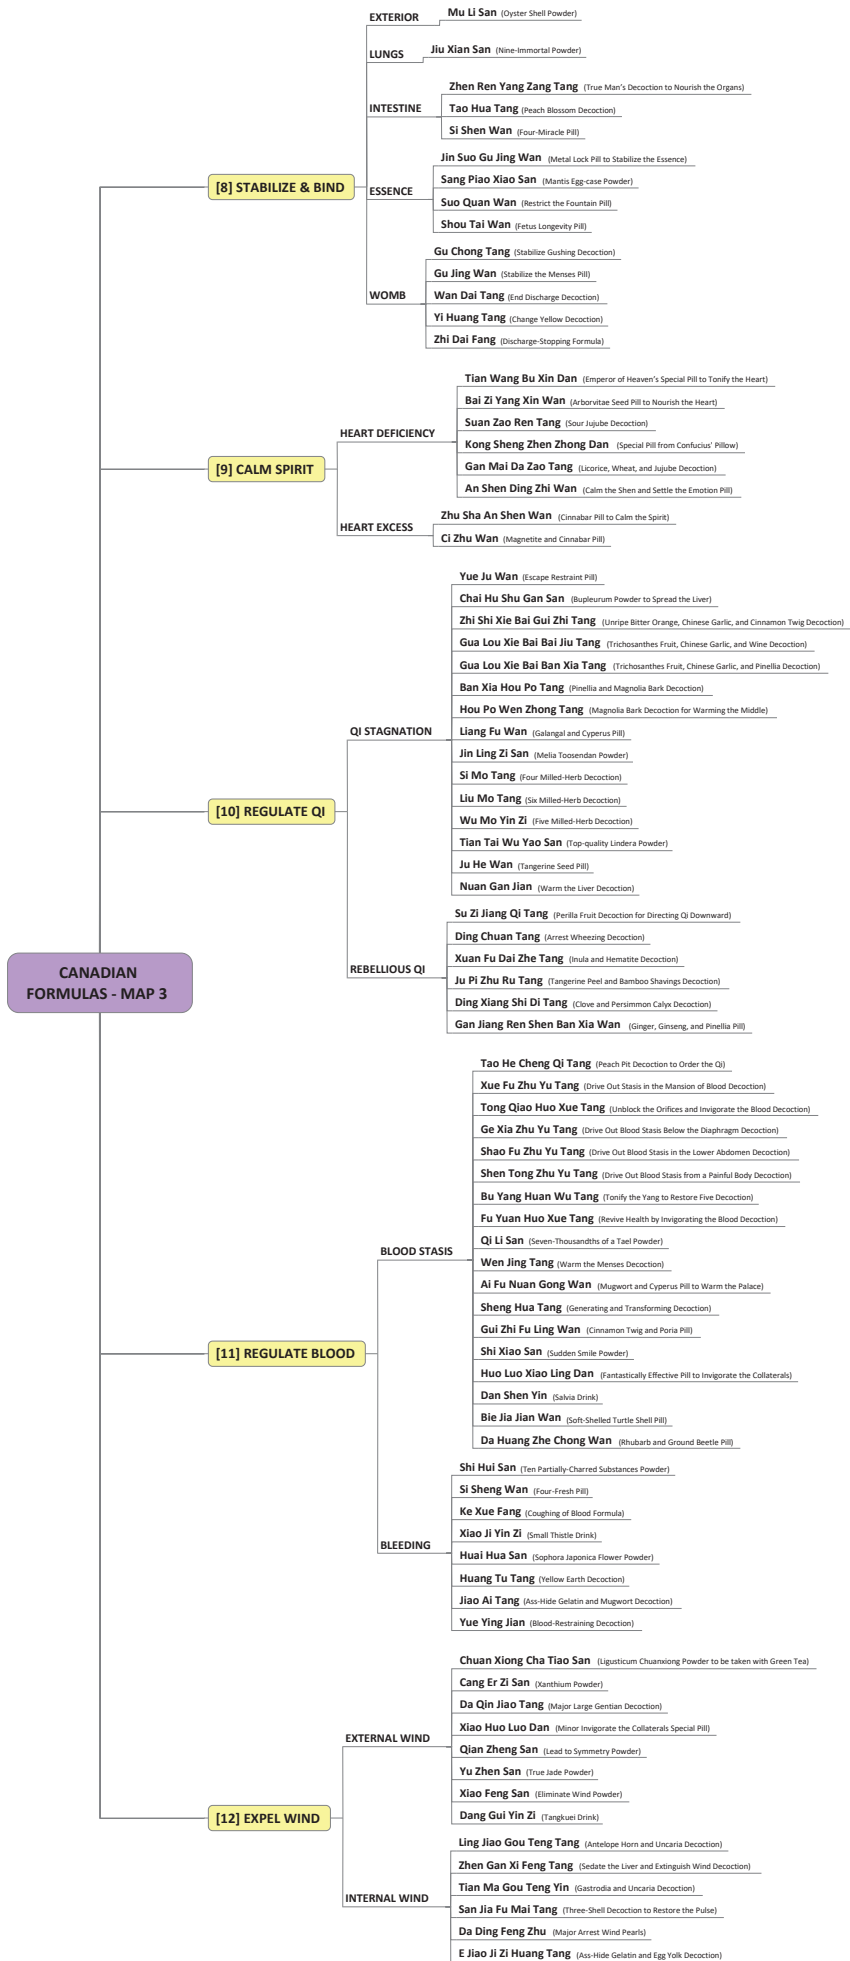 CANADIAN
FORMULAS - MAP 3
[8] STABILIZE & BIND
EXTERIOR
Mu Li San (Oyster Shell Powder)
LUNGS
Jiu Xian San (Nine-Immortal Powder)
INTESTINE
Zhen Ren Yang Zang Tang (True Man's Decoction to Nourish the Organs)
Tao Hua Tang (Peach Blossom Decoction)
Si Shen Wan (Four-Miracle Pill)
ESSENCE
Jin Suo Gu Jing Wan (Metal Lock Pill to Stabilize the Essence)
Sang Piao Xiao San (Mantis Egg-case Powder)
Suo Quan Wan (Restrict the Fountain Pill)
Shou Tai Wan (Fetus Longevity Pill)
WOMB
Gu Chong Tang (Stabilize Gushing Decoction)
Gu Jing Wan (Stabilize the Menses Pill)
Wan Dai Tang (End Discharge Decoction)
Yi Huang Tang (Change Yellow Decoction)
Zhi Dai Fang (Discharge-Stopping Formula)
[9] CALM SPIRIT
HEART DEFICIENCY
Tian Wang Bu Xin Dan (Emperor of Heaven's Special Pill to Tonify the Heart)
Bai Zi Yang Xin Wan (Arborvitae Seed Pill to Nourish the Heart)
Suan Zao Ren Tang (Sour Jujube Decoction)
Kong Sheng Zhen Zhong Dan (Special Pill from Confucius' Pillow)
Gan Mai Da Zao Tang (Licorice, Wheat, and Jujube Decoction)
An Shen Ding Zhi Wan (Calm the Shen and Settle the Emotion Pill)
HEART EXCESS
Zhu Sha An Shen Wan (Cinnabar Pill to Calm the Spirit)
Ci Zhu Wan (Magnetite and Cinnabar Pill)
[10] REGULATE QI
QI STAGNATION
Yue Ju Wan (Escape Restraint Pill)
Chai Hu Shu Gan San (Bupleurum Powder to Spread the Liver)
Zhi Shi Xie Bai Gui Zhi Tang (Unripe Bitter Orange, Chinese Garlic, and Cinnamon Twig Decoction)
Gua Lou Xie Bai Bai Jiu Tang (Trichosanthes Fruit, Chinese Garlic, and Wine Decoction)
Gua Lou Xie Bai Ban Xia Tang (Trichosanthes Fruit, Chinese Garlic, and Pinellia Decoction)
Ban Xia Hou Po Tang (Pinellia and Magnolia Bark Decoction)
Hou Po Wen Zhong Tang (Magnolia Bark Decoction for Warming the Middle)
Liang Fu Wan (Galangal and Cyperus Pill)
Jin Ling Zi San (Melia Toosendan Powder)
Si Mo Tang (Four Milled-Herb Decoction)
Liu Mo Tang (Six Milled-Herb Decoction)
Wu Mo Yin Zi (Five Milled-Herb Decoction)
Tian Tai Wu Yao San (Top-quality Lindera Powder)
Ju He Wan (Tangerine Seed Pill)
Nuan Gan Jian (Warm the Liver Decoction)
REBELLIOUS QI
Su Zi Jiang Qi Tang (Perilla Fruit Decoction for Directing Qi Downward)
Ding Chuan Tang (Arrest Wheezing Decoction)
Xuan Fu Dai Zhe Tang (Inula and Hematite Decoction)
Ju Pi Zhu Ru Tang (Tangerine Peel and Bamboo Shavings Decoction)
Ding Xiang Shi Di Tang (Clove and Persimmon Calyx Decoction)
Gan Jiang Ren Shen Ban Xia Wan (Ginger, Ginseng, and Pinellia Pill)
[11] REGULATE BLOOD
BLOOD STASIS
Tao He Cheng Qi Tang (Peach Pit Decoction to Order the Qi)
Xue Fu Zhu Yu Tang (Drive Out Stasis in the Mansion of Blood Decoction)
Tong Qiao Huo Xue Tang (Unblock the Orifices and Invigorate the Blood Decoction)
Ge Xia Zhu Yu Tang (Drive Out Blood Stasis Below the Diaphragm Decoction)
Shao Fu Zhu Yu Tang (Drive Out Blood Stasis in the Lower Abdomen Decoction)
Shen Tong Zhu Yu Tang (Drive Out Blood Stasis from a Painful Body Decoction)
Bu Yang Huan Wu Tang (Tonify the Yang to Restore Five Decoction)
Fu Yuan Huo Xue Tang (Revive Health by Invigorating the Blood Decoction)
Qi Li San (Seven-Thousandths of a Tael Powder)
Wen Jing Tang (Warm the Menses Decoction)
Ai Fu Nuan Gong Wan (Mugwort and Cyperus Pill to Warm the Palace)
Sheng Hua Tang (Generating and Transforming Decoction)
Gui Zhi Fu Ling Wan (Cinnamon Twig and Poria Pill)
Shi Xiao San (Sudden Smile Powder)
Huo Luo Xiao Ling Dan (Fantastically Effective Pill to Invigorate the Collaterals)
Dan Shen Yin (Salvia Drink)
Bie Jia Jian Wan (Soft-Shelled Turtle Shell Pill)
Da Huang Zhe Chong Wan (Rhubarb and Ground Beetle Pill)
BLEEDING
Shi Hui San (Ten Partially-Charred Substances Powder)
Si Sheng Wan (Four-Fresh Pill)
Ke Xue Fang (Coughing of Blood Formula)
Xiao Ji Yin Zi (Small Thistle Drink)
Huai Hua San (Sophora Japonica Flower Powder)
Huang Tu Tang (Yellow Earth Decoction)
Jiao Ai Tang (Ass-Hide Gelatin and Mugwort Decoction)
Yue Ying Jian (Blood-Restraining Decoction)
[12] EXPEL WIND
EXTERNAL WIND
Chuan Xiong Cha Tiao San (Ligusticum Chuanxiong Powder to be taken with Green Tea)
Cang Er Zi San (Xanthium Powder)
Da Qin Jiao Tang (Major Large Gentian Decoction)
Xiao Huo Luo Dan (Minor Invigorate the Collaterals Special Pill)
Qian Zheng San (Lead to Symmetry Powder)
Yu Zhen San (True Jade Powder)
Xiao Feng San (Eliminate Wind Powder)
Dang Gui Yin Zi (Tangkuei Drink)
INTERNAL WIND
Ling Jiao Gou Teng Tang (Antelope Horn and Uncaria Decoction)
Zhen Gan Xi Feng Tang (Sedate the Liver and Extinguish Wind Decoction)
Tian Ma Gou Teng Yin (Gastrodia and Uncaria Decoction)
San Jia Fu Mai Tang (Three-Shell Decoction to Restore the Pulse)
Da Ding Feng Zhu (Major Arrest Wind Pearls)
E Jiao Ji Zi Huang Tang (Ass-Hide Gelatin and Egg Yolk Decoction)